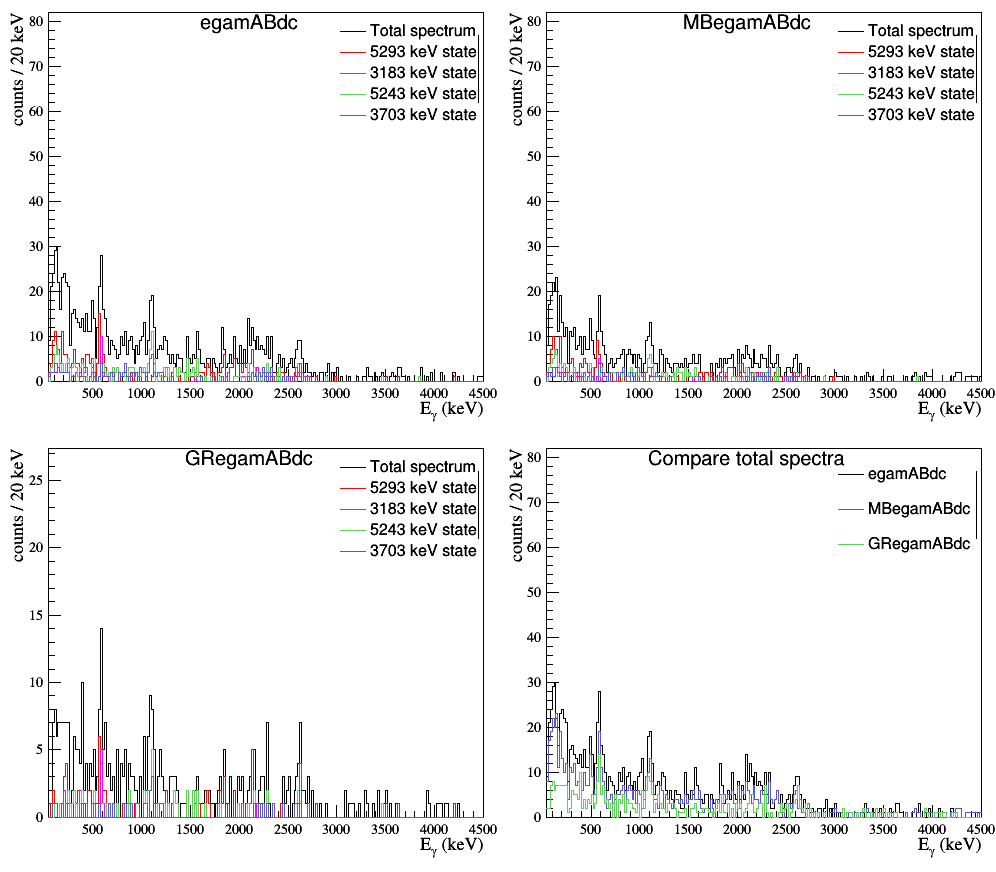 egamABdc
counts / 20 keV
80
70
60
50
40
30
20
10
0
Total spectrum
5293 keV state
3183 keV state
5243 keV state
3703 keV state
500 1000 1500 2000 2500 3000 3500 4000 4500
Eγ (keV)
MBegamABdc
counts / 20 keV
80
70
60
50
40
30
20
10
0
Total spectrum
5293 keV state
3183 keV state
5243 keV state
3703 keV state
500 1000 1500 2000 2500 3000 3500 4000 4500
Eγ (keV)
GRegamABdc
counts / 20 keV
25
20
15
10
5
0
Total spectrum
5293 keV state
3183 keV state
5243 keV state
3703 keV state
500 1000 1500 2000 2500 3000 3500 4000 4500
Eγ (keV)
Compare total spectra
counts / 20 keV
80
70
60
50
40
30
20
10
0
egamABdc
MBegamABdc
GRegamABdc
500 1000 1500 2000 2500 3000 3500 4000 4500
Eγ (keV)